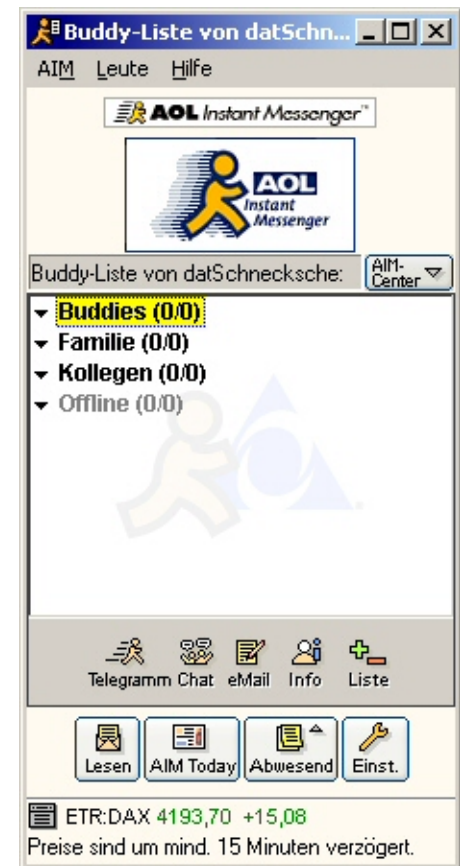 Buddy-Liste von datSchn...
AIM Leute Hilfe
AOL Instant Messenger™
AOL
Instant
Messenger
Buddy-Liste von datSchnecksche:
AIM-
Center
Buddies (0/0)
Familie (0/0)
Kollegen (0/0)
Offline (0/0)
Telegramm Chat eMail Info Liste
Lesen AIM Today Abwesend Einst.
ETR:DAX 4193,70 +15,08
Preise sind um mind. 15 Minuten verzögert.